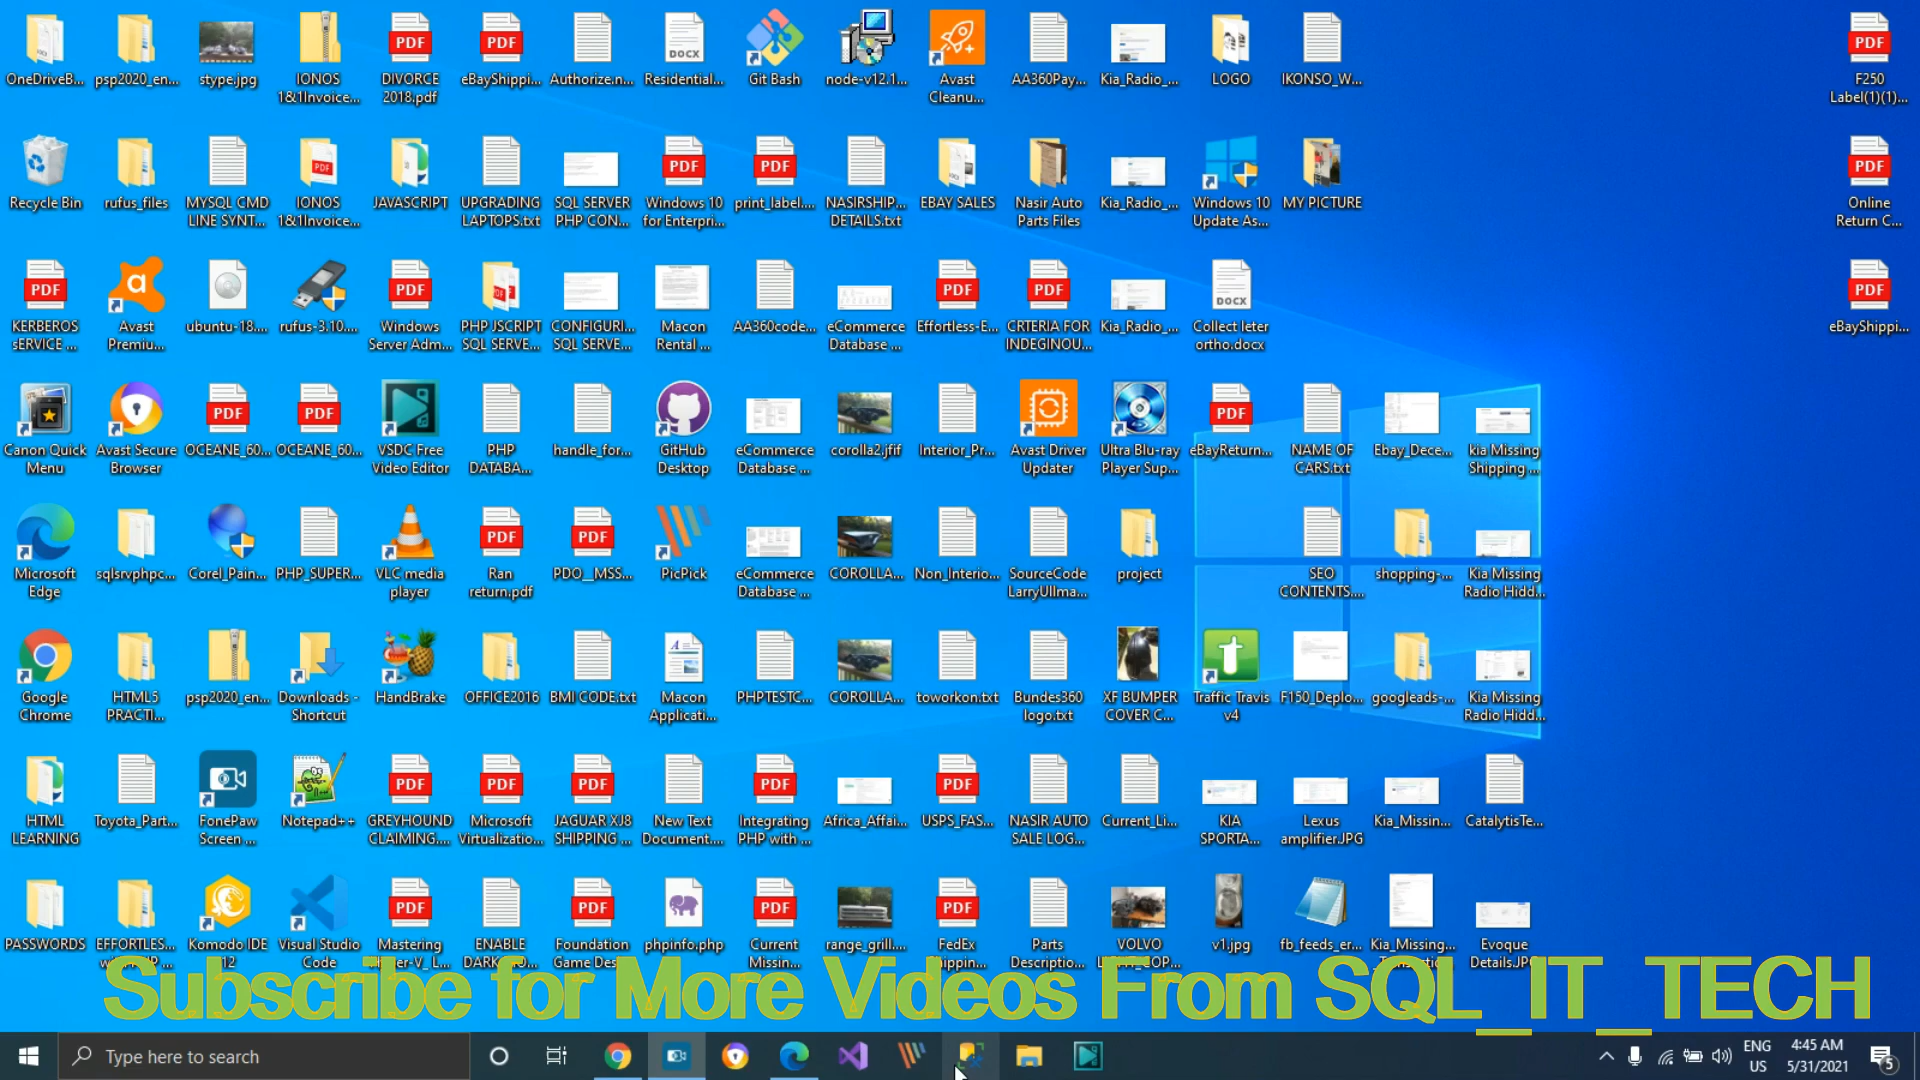 OneDriveB...
psp2020_en...
stype.jpg
IONOS
1&1Invoice...
DIVORCE
2018.pdf
eBayShippi...
Authorize.n...
Residential...
Git Bash
node-v12.1...
Avast
Cleanu...
AA360Pay...
Kia_Radio_...
LOGO
IKONSO_W...
F250
Label(1)(1)...
Recycle Bin
rufus_files
MYSQL CMD
LINE SYNT...
IONOS
1&1Invoice...
JAVASCRIPT
UPGRADING
LAPTOPS.txt
SQL SERVER
PHP CON...
Windows 10
for Enterpri...
print_label....
NASIRSHIP...
DETAILS.txt
EBAY SALES
Nasir Auto
Parts Files
Kia_Radio_...
Windows 10
Update As...
MY PICTURE
Online
Return C...
KERBEROS
sERVICE ...
Avast
Premiu...
ubuntu-18....
rufus-3.10....
Windows
Server Adm...
PHP JSCRIPT
SQL SERVE...
CONFIGURI...
SQL SERVE...
Macon
Rental ...
AA360code...
eCommerce
Database ...
Effortless-E...
CRTERIA FOR
INDEGINOU...
Kia_Radio_...
Collect leter
ortho.docx
eBayShippi...
Canon Quick
Menu
Avast Secure
Browser
OCEANE_60...
OCEANE_60...
VSDC Free
Video Editor
PHP
DATABA...
handle_for...
GitHub
Desktop
eCommerce
Database ...
corolla2.jfif
Interior_Pr...
Avast Driver
Updater
Ultra Blu-ray
Player Sup...
eBayReturn...
NAME OF
CARS.txt
Ebay_Dece...
kia Missing
Shipping ...
Microsoft
Edge
sqlsrvphpc...
Corel_Pain...
PHP_SUPER...
VLC media
player
Ran
return.pdf
PDO__MSS...
PicPick
eCommerce
Database ...
COROLLA...
Non_Interio...
SourceCode
LarryUllma...
project
SEO
CONTENTS....
shopping-...
Kia Missing
Radio Hidd...
Google
Chrome
HTML5
PRACTI...
psp2020_en...
Downloads -
Shortcut
HandBrake
OFFICE2016
BMI CODE.txt
Macon
Applicati...
PHPTESTC...
COROLLA...
toworkon.txt
Bundes360
logo.txt
XF BUMPER
COVER C...
Traffic Travis
v4
F150_Deplo...
googleads-...
Kia Missing
Radio Hidd...
HTML
LEARNING
Toyota_Part...
FonePaw
Screen ...
Notepad++
GREYHOUND
CLAIMING....
Microsoft
Virtualizatio...
JAGUAR XJ8
SHIPPING ...
New Text
Document....
Integrating
PHP with ...
Africa_Affai...
USPS_FAS...
NASIR AUTO
SALE LOG...
Current_Li...
KIA
SPORTA...
Lexus
amplifier.JPG
Kia_Missin...
CatalytisTe...
PASSWORDS
EFFORTLES...
Komodo IDE
12
Visual Studio
Code
Mastering
ENABLE
Foundation
Game Des...
phpinfo.php
Current
Missin...
range_grill....
FedEx
Shippin...
Parts
Descriptio...
VOLVO
v1.jpg
fb_feeds_er...
Kia_Missing...
Evoque
Details.JPG
Subscribe for More Videos From SQL_IT_TECH
Type here to search
ENG
US
4:45 AM
5/31/2021
5